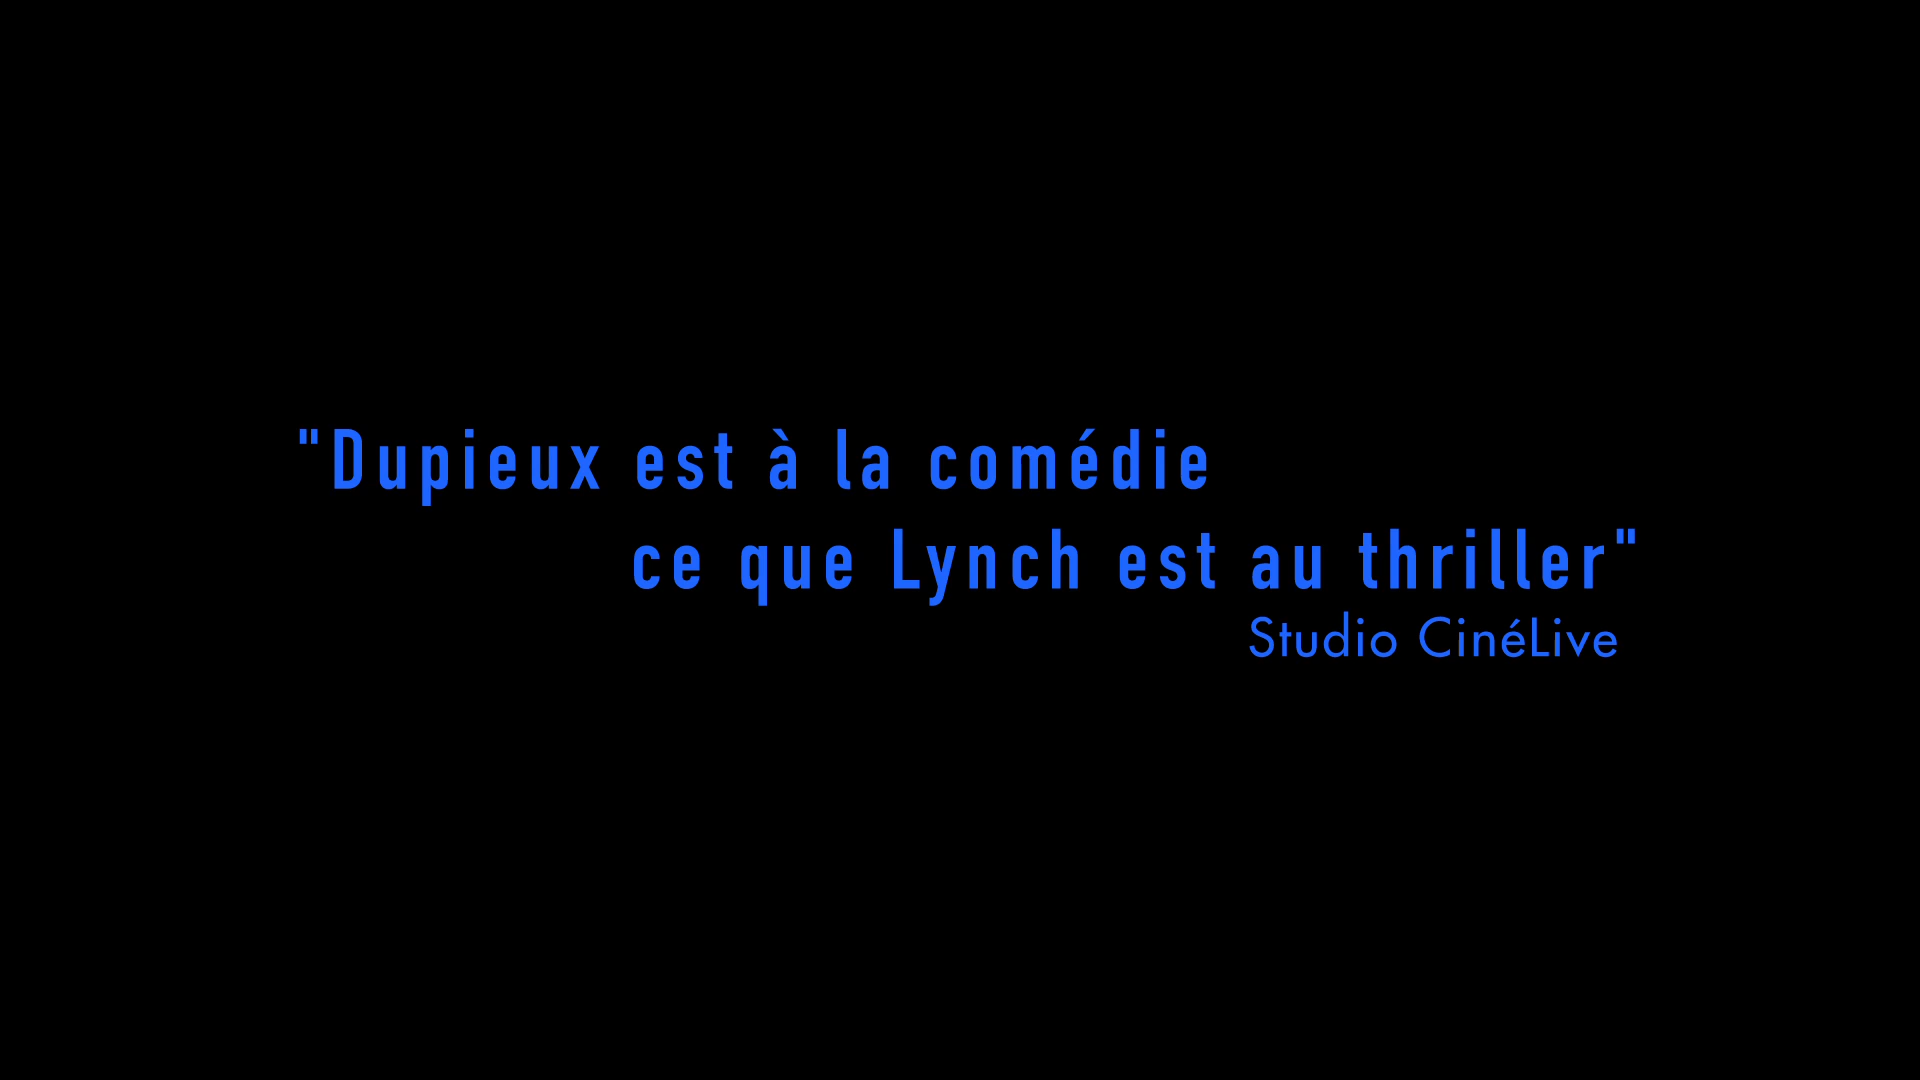 "Dupieux est à la comédie
ce que Lynch est au thriller"
Studio CinéLive